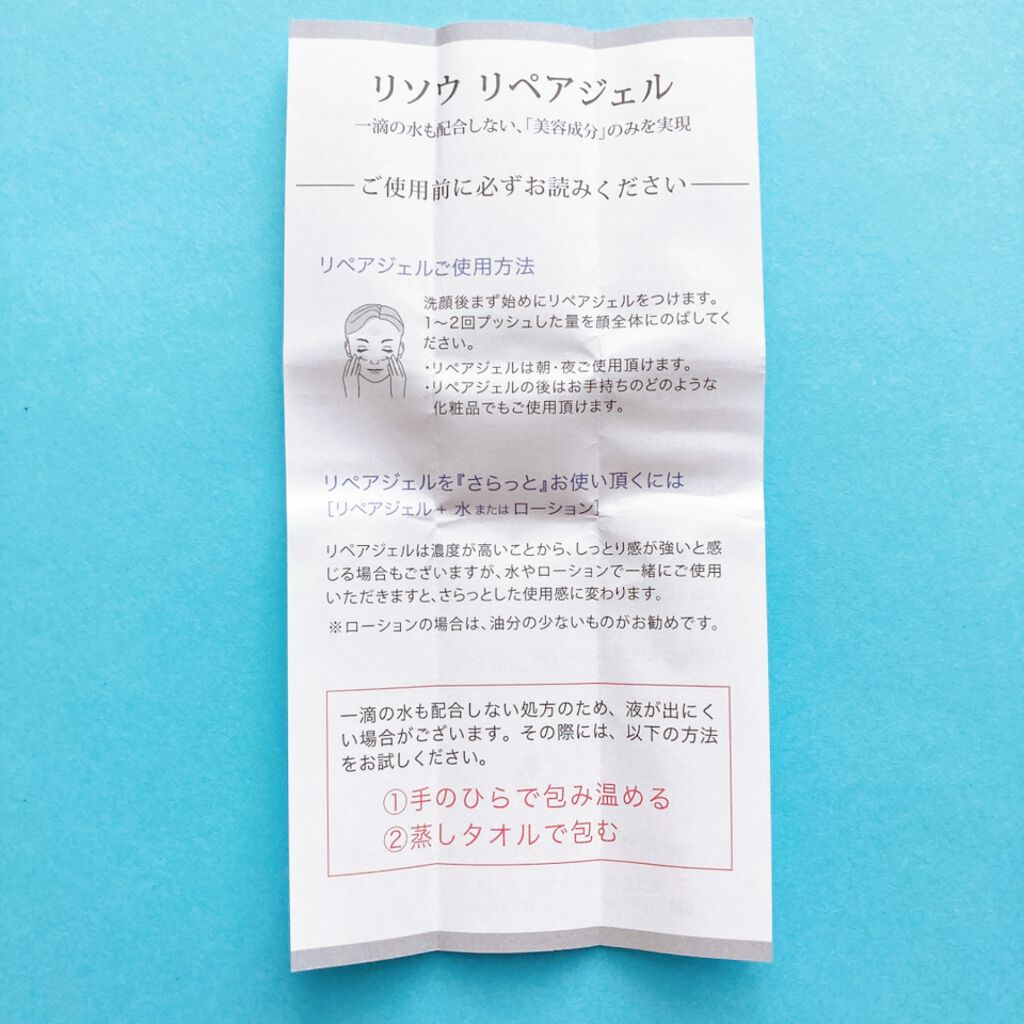 リソウ リペアジェル
一滴の水も配合しない、「美容成分」のみを実現
ご使用前に必ずお読みください
リペアジェルご使用方法
洗顔後まず始めにリペアジェルをつけます。
1〜2回プッシュした量を顔全体にのばしてく
ださい。
・リペアジェルは朝・夜ご使用頂けます。
・リペアジェルの後はお手持ちのどのような
化粧品でもご使用頂けます。
リペアジェルを『さらっと』お使い頂くには
[リペアジェル + 水 または ローション]
リペアジェルは濃度が高いことから、しっとり感が強いと感
じる場合もございますが、水やローションで一緒にご使用
いただきますと、さらっとした使用感に変わります。
※ローションの場合は、油分の少ないものがお勧めです。
一滴の水も配合しない処方のため、液が出にく
い場合がございます。その際には、以下の方法
をお試しください。
①手のひらで包み温める
②蒸しタオルで包む